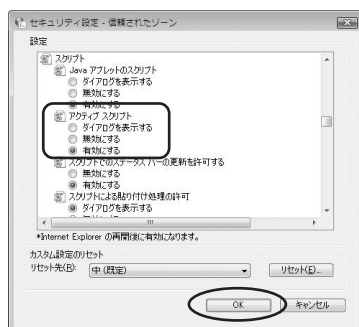 セキュリティ設定 - 信頼されたゾーン
設定
スクリプト
Java アプレットのスクリプト
ダイアログを表示する
無効にする
有効にする
アクティブ スクリプト
ダイアログを表示する
無効にする
有効にする
スクリプトでのステータス バーの更新を許可する
無効にする
有効にする
スクリプトによる貼り付け処理の許可
ダイアログを表示する
*Internet Explorer の再開後に有効になります。
カスタム設定のリセット
リセット先(R): 中 (既定) リセット(E)...
OK キャンセル